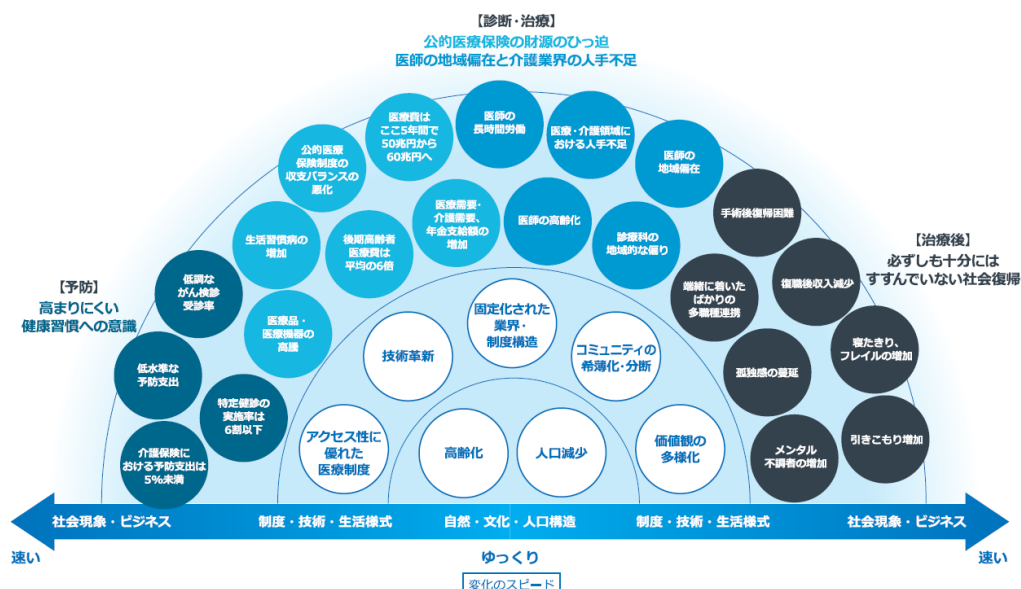 【診断・治療】
公的医療保険の財源のひっ迫
医師の地域偏在と介護業界の人手不足
医療費は
ここ5年間で
50兆円から
60兆円へ
医師の
長時間労働
医療・介護領域に
おける人手不足
公的医療
保険制度の
収支バランスの
悪化
医師の
地域偏在
生活習慣病の
増加
後期高齢者
医療費は
平均の6倍
医療需要・
介護需要、
年金支給額の
増加
医師の高齢化
診療科の
地域的な偏り
手術後復帰困難
【治療後】
必ずしも十分には
すすんでいない社会復帰
【予防】
高まりにくい
健康習慣への意識
低調な
がん検診
受診率
医療品・
医療機器の
高騰
端緒に着いた
ばかりの
多職種連携
復職後収入減少
低水準な
予防支出
特定健診の
実施率は
6割以下
介護保険に
おける予防支出は
5%未満
孤独感の蔓延
寝たきり、
フレイルの増加
メンタル
不調者の増加
引きこもり増加
技術革新
固定化された
業界・
制度構造
コミュニティの
希薄化・分断
アクセス性に
優れた
医療制度
高齢化
人口減少
価値観の
多様化
社会現象・ビジネス
制度・技術・生活様式
自然・文化・人口構造
制度・技術・生活様式
社会現象・ビジネス
速い
ゆっくり
速い
変化のスピード